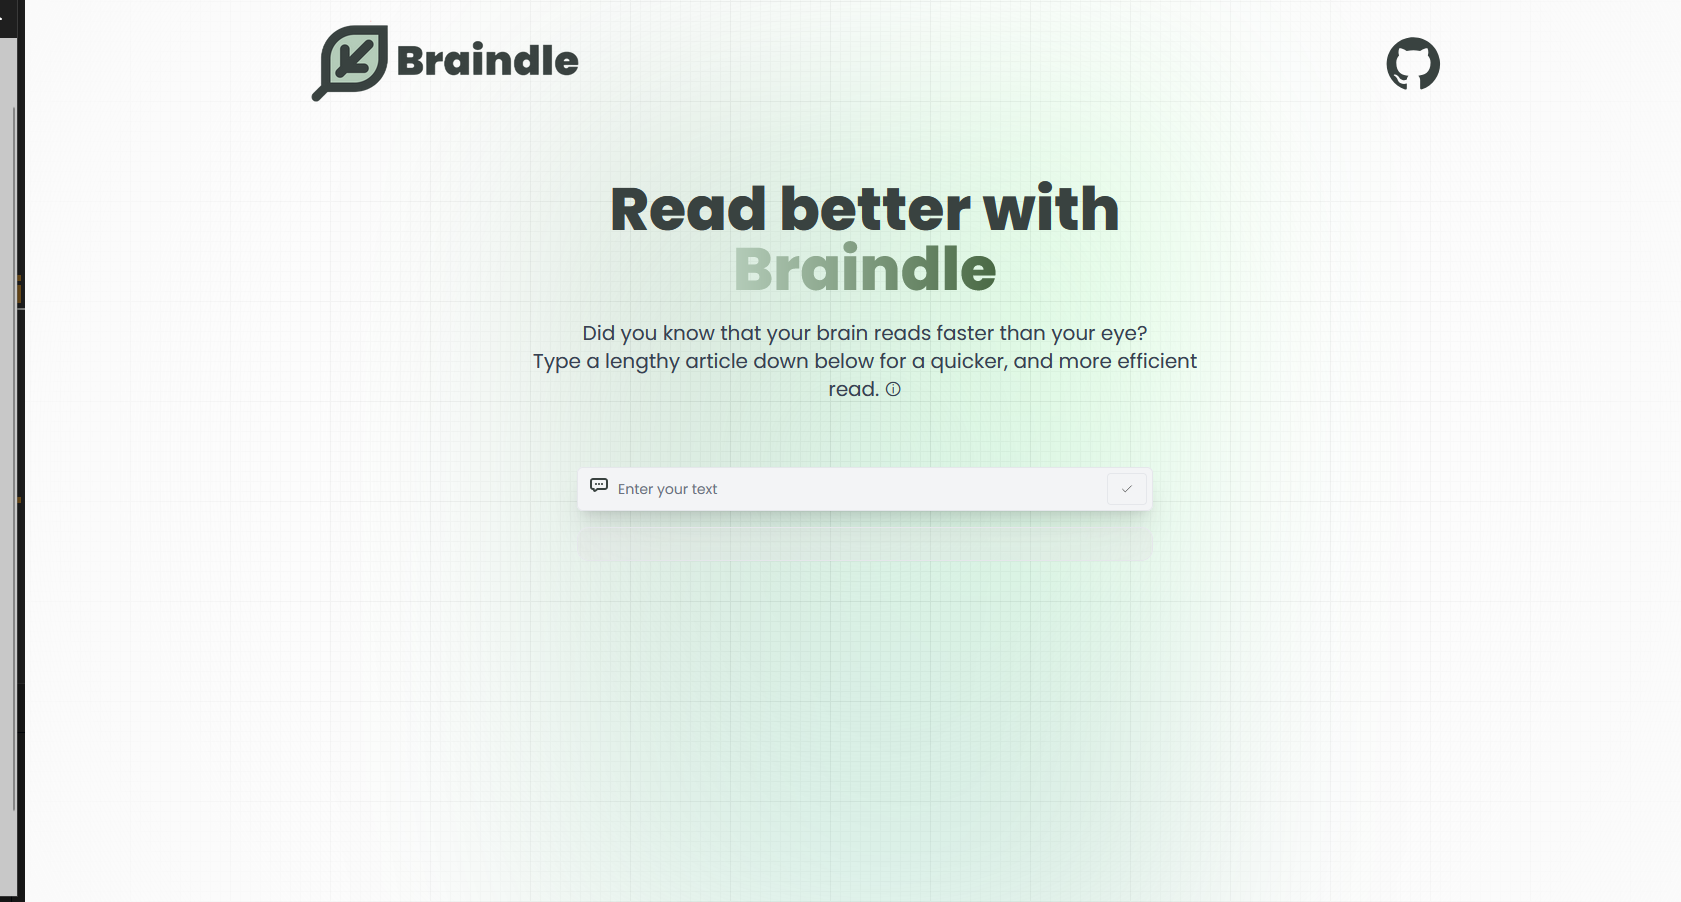 Braindle
Read better with
Braindle
Did you know that your brain reads faster than your eye?
Type a lengthy article down below for a quicker, and more efficient
read.
Enter your text